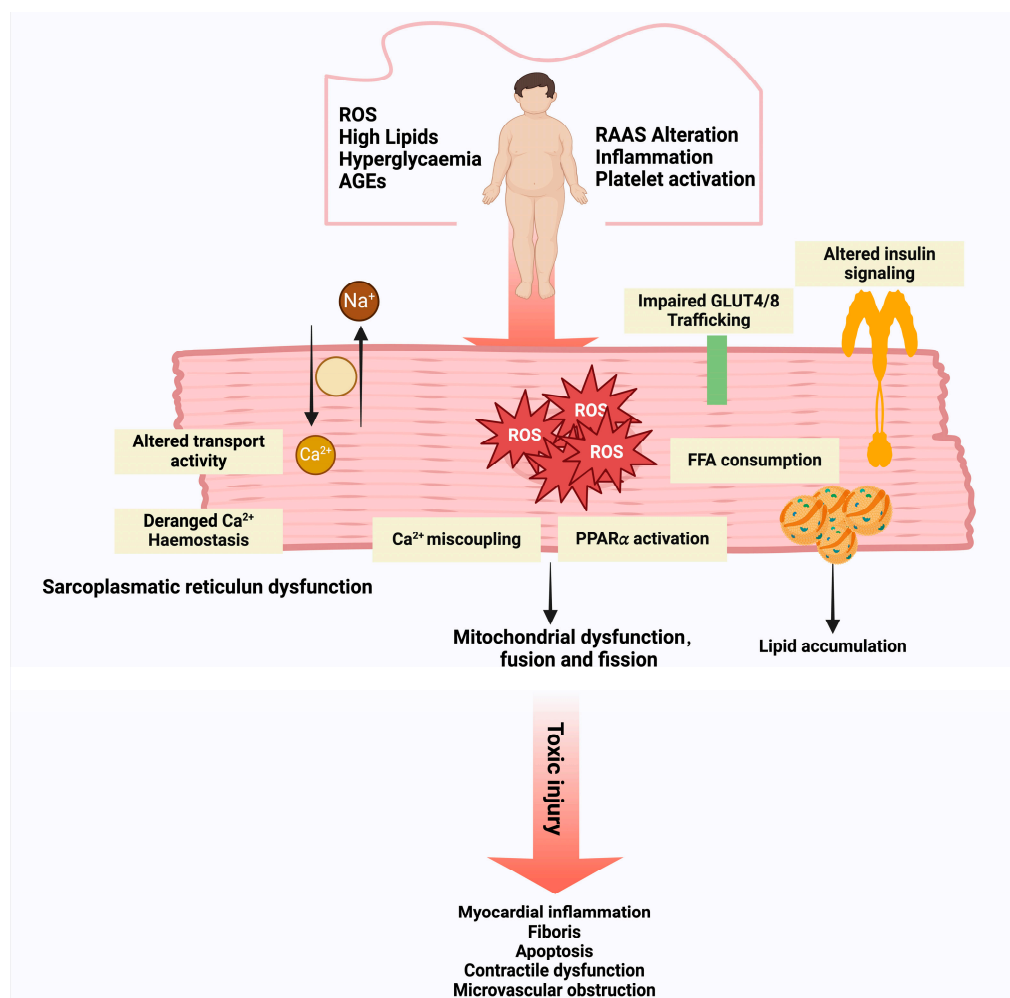 ROS
High Lipids
Hyperglycaemia
AGEs
RAAS Alteration
Inflammation
Platelet activation
Altered insulin
signaling
Impaired GLUT4/8
Trafficking
Na⁺
Ca²⁺
ROS
ROS
ROS
Altered transport
activity
FFA consumption
Deranged Ca²⁺
Haemostasis
Ca²⁺ miscoupling
PPARα activation
Sarcoplasmatic reticulun dysfunction
Mitochondrial dysfunction,
fusion and fission
Lipid accumulation
Toxic injury
Myocardial inflammation
Fiboris
Apoptosis
Contractile dysfunction
Microvascular obstruction